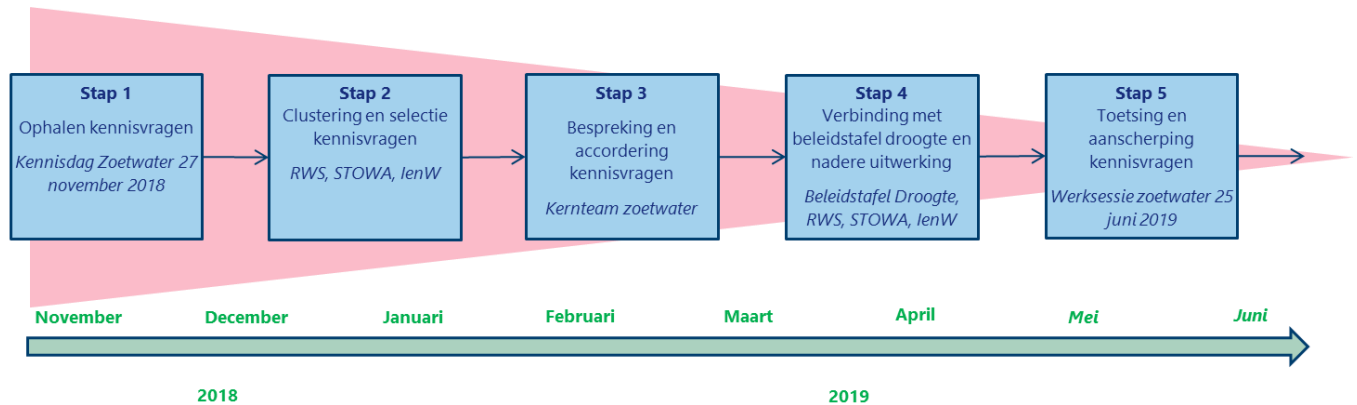 Stap 1
Ophalen kennisvragen
Kennisdag Zoetwater 27
november 2018
Stap 2
Clustering en selectie
kennisvragen
RWS, STOWA, IenW
Stap 3
Bespreking en
accordering
kennisvragen
Kernteam zoetwater
Stap 4
Verbinding met
beleidstafel droogte en
nadere uitwerking
Beleidstafel Droogte,
RWS, STOWA, IenW
Stap 5
Toetsing en
aanscherping
kennisvragen
Werksessie zoetwater 25
juni 2019
November December Januari Februari Maart April Mei Juni
2018 2019